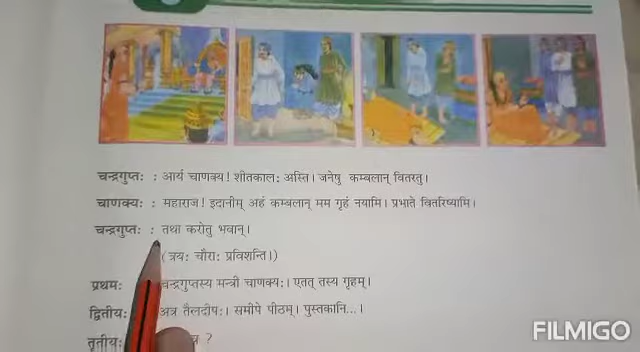 चन्द्रगुप्तः : आर्य चाणक्य! शीतकालः अस्ति। जनेषु कम्बलान् वितरतु।
चाणक्यः : महाराज! इदानीम् अहं कम्बलान् मम गृहं नयामि। प्रभाते वितरिष्यामि।
चन्द्रगुप्तः : तथा करोतु भवान्।
(त्रयः चौराः प्रविशन्ति।)
प्रथमः चन्द्रगुप्तस्य मन्त्री चाणक्यः। एतत् तस्य गृहम्।
द्वितीयः अत्र तैलदीपः। समीपे पीठम्। पुस्तकानि...।
तृतीयः ?
FILMIGO